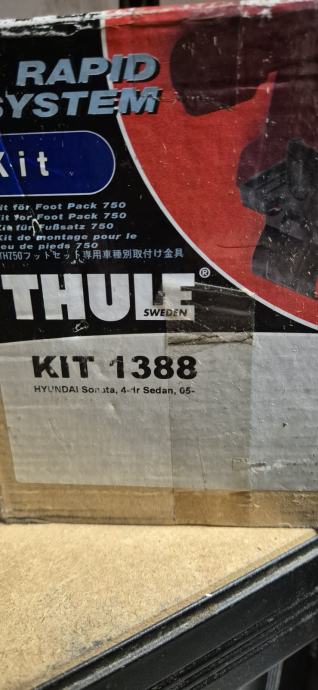 RAPID
SYSTEM
Kit
it för Foot Pack 750
Kit for Foot Pack 750
Kit für Fußsatz 750
Kit de montage pour le
jeu de pieds 750
TH750フットセット専用車種別取付け金具
THULE®
SWEDEN
KIT 1388
HYUNDAI Sonata, 4-dr Sedan, 05-